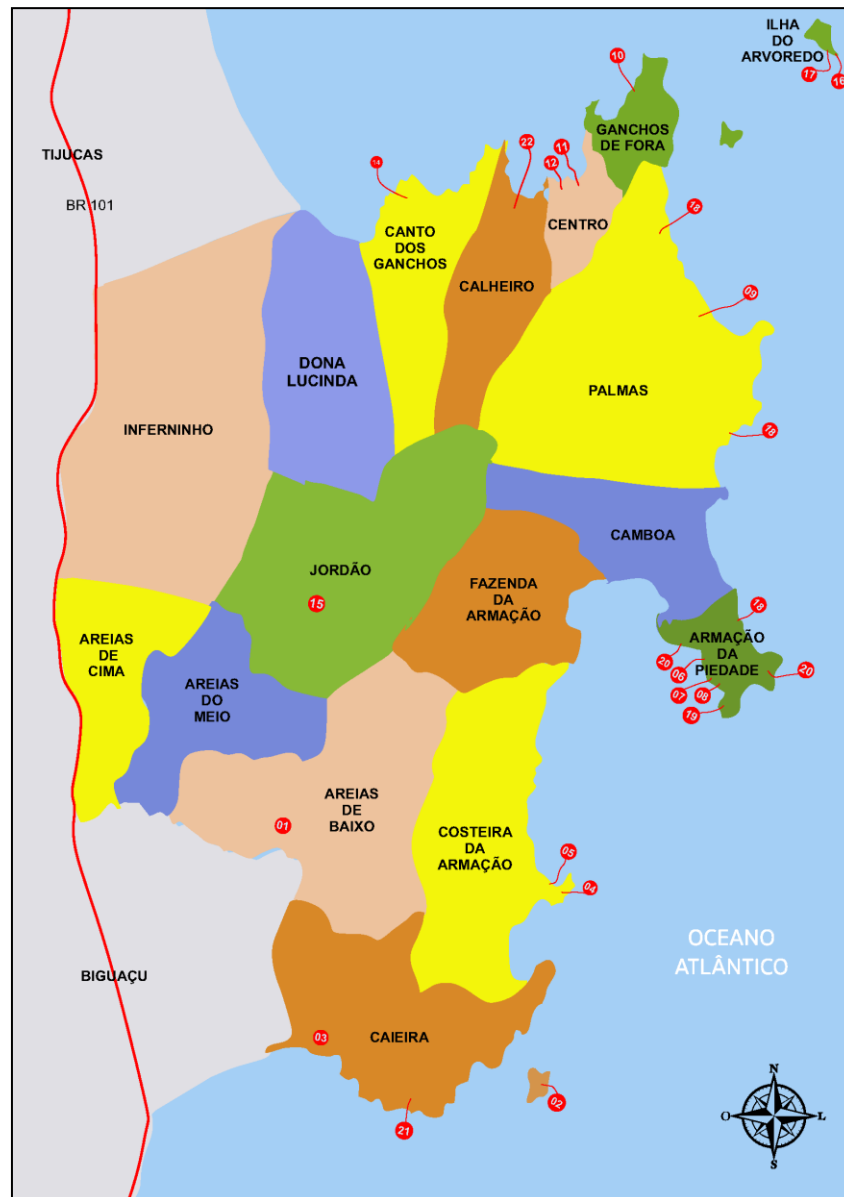 ILHA
DO
ARVOREDO
17
16
10
GANCHOS
DE FORA
TIJUCAS
BR 101
14
22
12
11
CANTO
DOS
GANCHOS
CENTRO
18
CALHEIRO
09
DONA
LUCINDA
PALMAS
INFERNINHO
18
CAMBOA
JORDÃO
15
FAZENDA
DA
ARMAÇÃO
18
AREIAS
DE
CIMA
ARMAÇÃO
DA
PIEDADE
20
06
07
08
19
20
AREIAS
DO
MEIO
AREIAS
DE
BAIXO
01
COSTEIRA
DA
ARMAÇÃO
05
04
OCEANO
ATLÂNTICO
BIGUAÇU
03
CAIEIRA
02
21
N
O
L
S